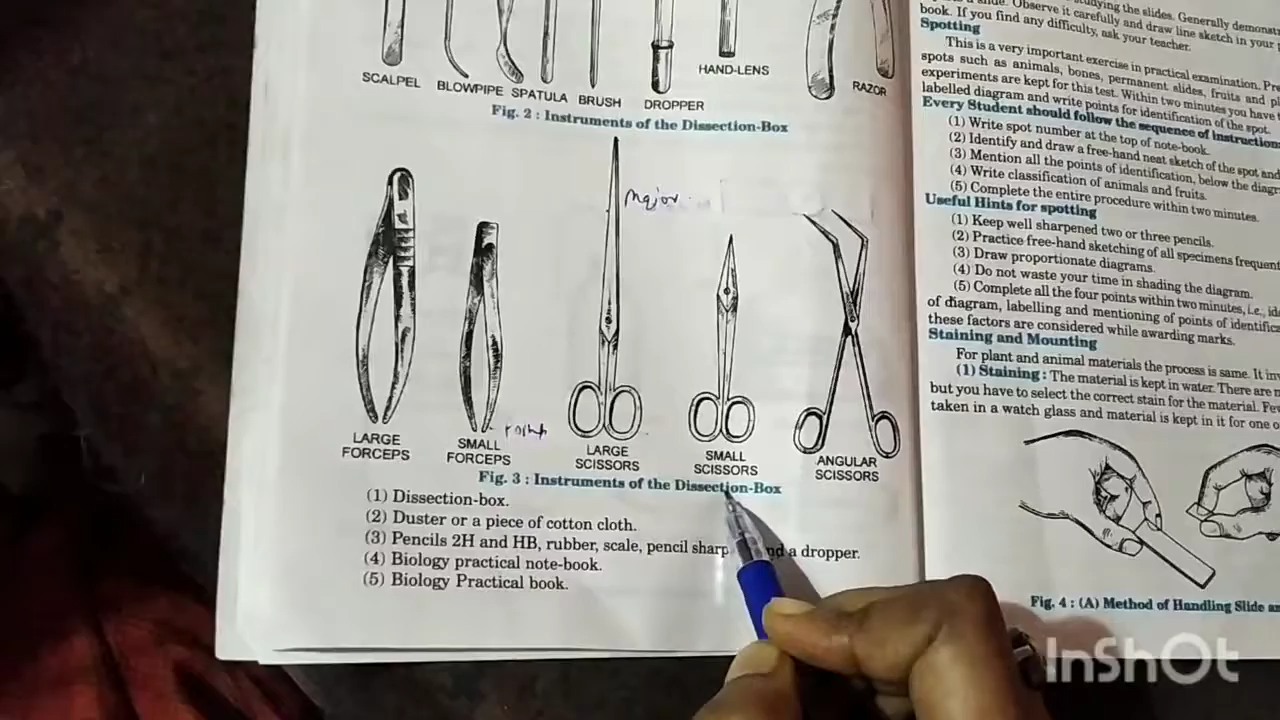 SCALPEL
BLOWPIPE SPATULA
BRUSH
DROPPER
HAND-LENS
RAZOR
Fig. 2 : Instruments of the Dissection-Box
Major
LARGE
FORCEPS
SMALL
FORCEPS
LARGE
SCISSORS
SMALL
SCISSORS
ANGULAR
SCISSORS
Fig. 3 : Instruments of the Dissection-Box
(1) Dissection-box.
(2) Duster or a piece of cotton cloth.
(3) Pencils 2H and HB, rubber, scale, pencil sharp nd a dropper.
(4) Biology practical note-book.
(5) Biology Practical book.
studying the slides. Generally
book. If you find any difficulty, ask your teacher.
Spotting
This is a very important exercise in practical examination.
spots such as animals, bones, permanent slides, fruits and
experiments are kept for this test. Within two minutes you have
labelled diagram and write points for identification of the spot.
Every Student should follow the sequence of instruction
(1) Write spot number at the top of note-book.
(2) Identify and draw a free-hand neat sketch of the spot and
(3) Mention all the points of identification, below the
(4) Write classification of animals and fruits.
(5) Complete the entire procedure within two minutes.
Useful Hints for spotting
(1) Keep well sharpened two or three pencils.
(2) Practice free-hand sketching of all specimens
(3) Draw proportionate diagrams.
(4) Do not waste your time in shading the diagram.
(5) Complete all the four points within two minutes, i.e.,
of diagram, labelling and mentioning of points of
these factors are considered while awarding marks.
Staining and Mounting
For plant and animal materials the process is same. It
(1) Staining : The material is kept in water. There are
but you have to select the correct stain for the material.
taken in a watch glass and material is kept in it for one
Fig. 4 : (A) Method of Handling Slide
InShOt